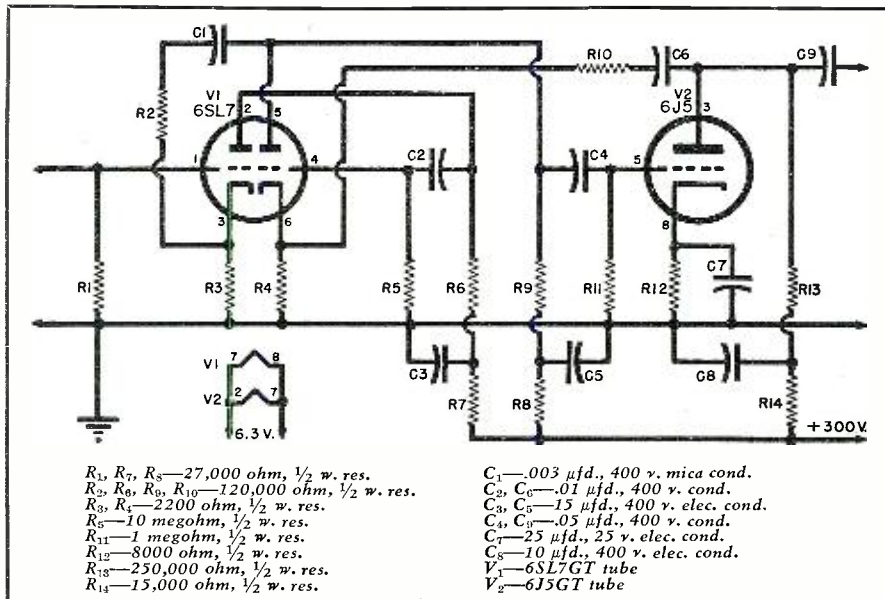 C1
R10
C6
C9
V1
6SL7
2
5
V2
6J5
3
R2
1
4
C2
C4
5
3
6
8
R1
R3
R4
R5
R6
R9
R11
R12
C7
R13
V1
7
8
V2
2
7
6.3 V.
C3
C5
C8
R7
R8
R14
+300V.
R₁, R₇, R₈—27,000 ohm, ½ w. res.
R₂, R₆, R₉, R₁₀—120,000 ohm, ½ w. res.
R₃, R₄—2200 ohm, ½ w. res.
R₅—10 megohm, ½ w. res.
R₁₁—1 megohm, ½ w. res.
R₁₂—8000 ohm, ½ w. res.
R₁₃—250,000 ohm, ½ w. res.
R₁₄—15,000 ohm, ½ w. res.
C₁—.003 µfd., 400 v. mica cond.
C₂, C₆—.01 µfd., 400 v. cond.
C₃, C₅—15 µfd., 400 v. elec. cond.
C₄, C₉—.05 µfd., 400 v. cond.
C₇—25 µfd., 25 v. elec. cond.
C₈—10 µfd., 400 v. elec. cond.
V₁—6SL7GT tube
V₂—6J5GT tube